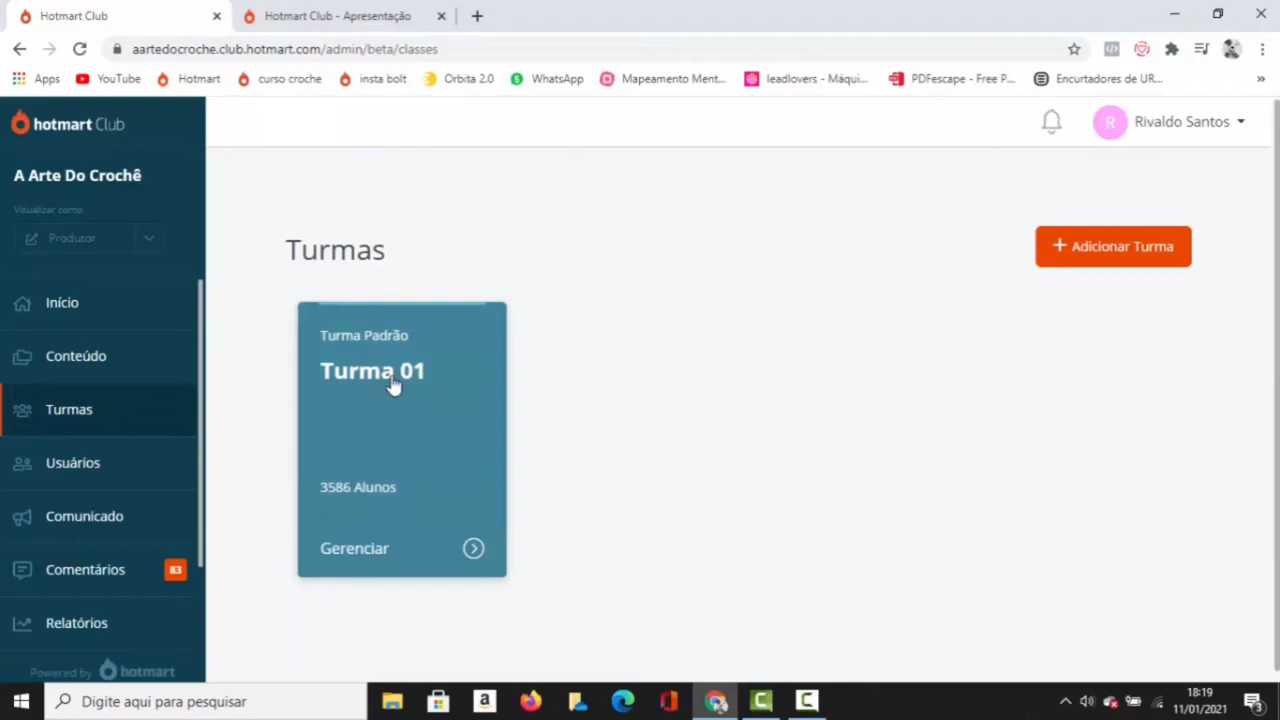 Hotmart Club
Hotmart Club - Apresentação
aartedocroche.club.hotmart.com/admin/beta/classes
Apps
YouTube
Hotmart
curso croche
insta bolt
Orbita 2.0
WhatsApp
Mapeamento Ment...
leadlovers - Máqui...
PDFescape - Free P...
Encurtadores de UR...
»
hotmart Club
R
Rivaldo Santos
A Arte Do Crochê
Visualizar como
Produtor
Início
Conteúdo
Turmas
Usuários
Comunicado
Comentários
83
Relatórios
Powered by hotmart
Turmas
+ Adicionar Turma
Turma Padrão
Turma 01
3586 Alunos
Gerenciar
Digite aqui para pesquisar
18:19
11/01/2021
3